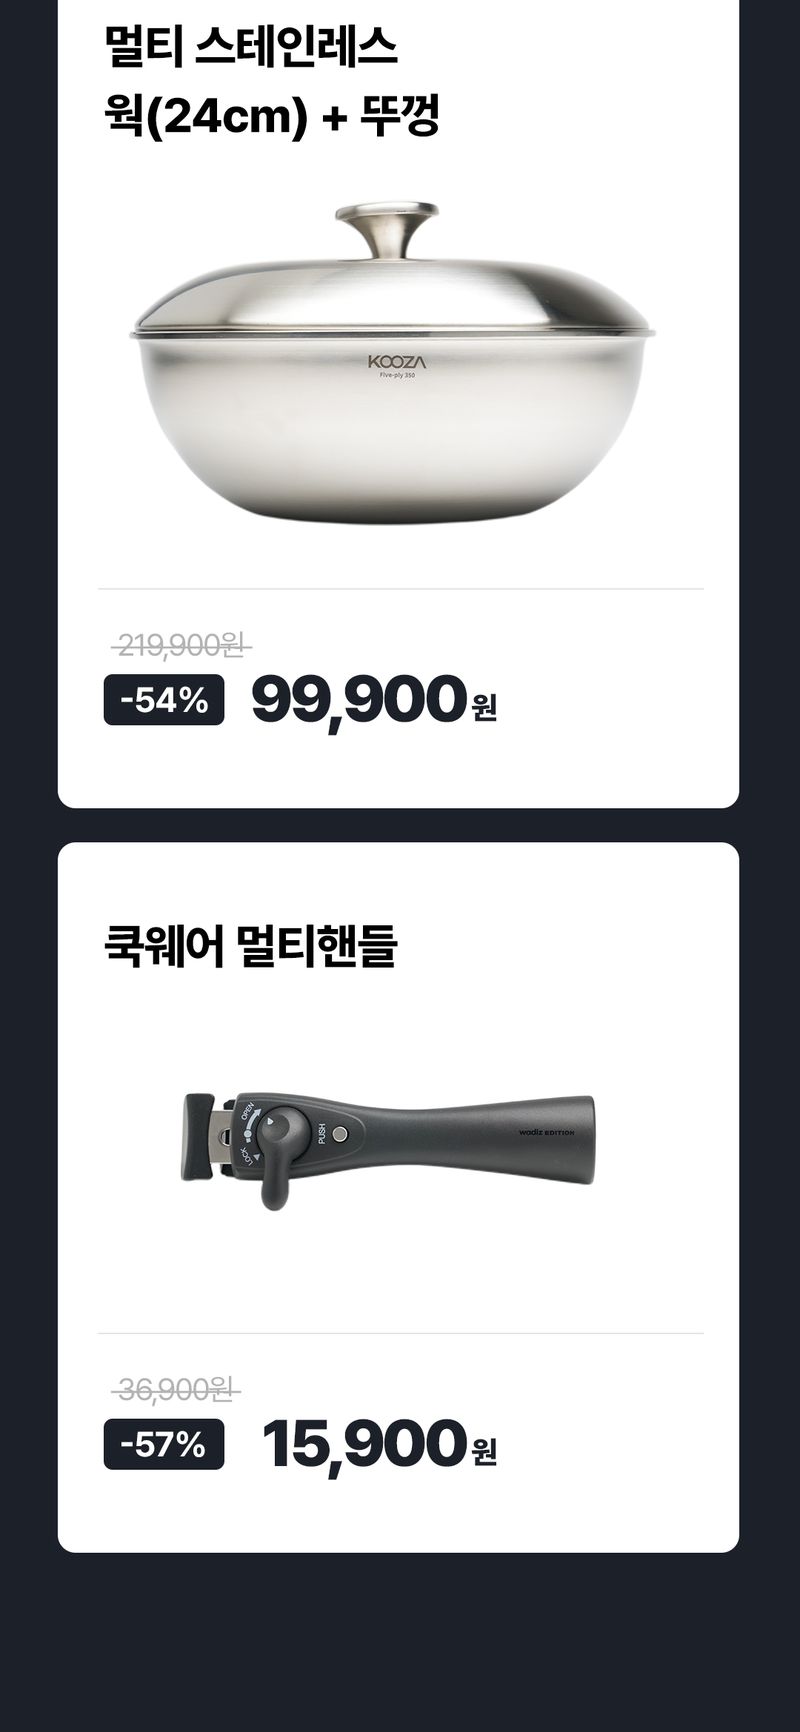 멀티 스테인레스
웍(24cm) + 뚜껑
KOOZA
Five-ply 350
219,900원
-54% 99,900원
쿡웨어 멀티핸들
OPEN
LOCK
PUSH
wadiz EDITION
36,900원
-57% 15,900원